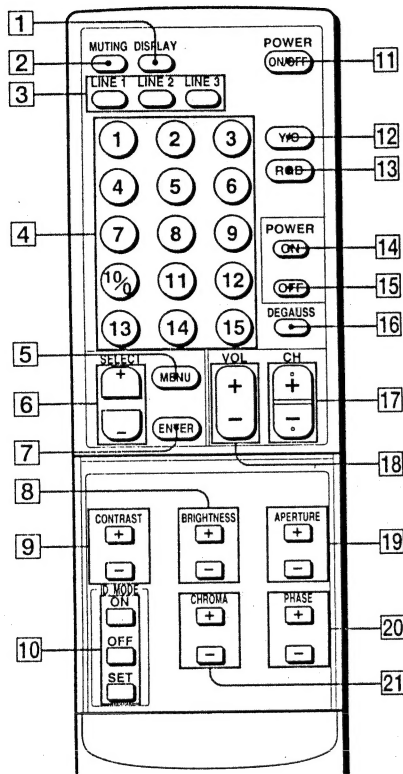 1
MUTING DISPLAY
POWER
2
ON/OFF
11
3
LINE 1 LINE 2 LINE 3
1 2 3
Y/C
12
RGB
13
4 5 6
4
7 8 9
POWER
ON
14
10/0 11 12
OFF
15
13 14 15
DEGAUSS
16
5
SELECT
MENU
VOL
CH
6
+
+
+
17
7
−
ENTER
−
−
18
8
9
CONTRAST
BRIGHTNESS
APERTURE
+
+
+
19
−
−
−
ID MODE
ON
CHROMA
PHASE
+
+
20
10
OFF
−
−
21
SET